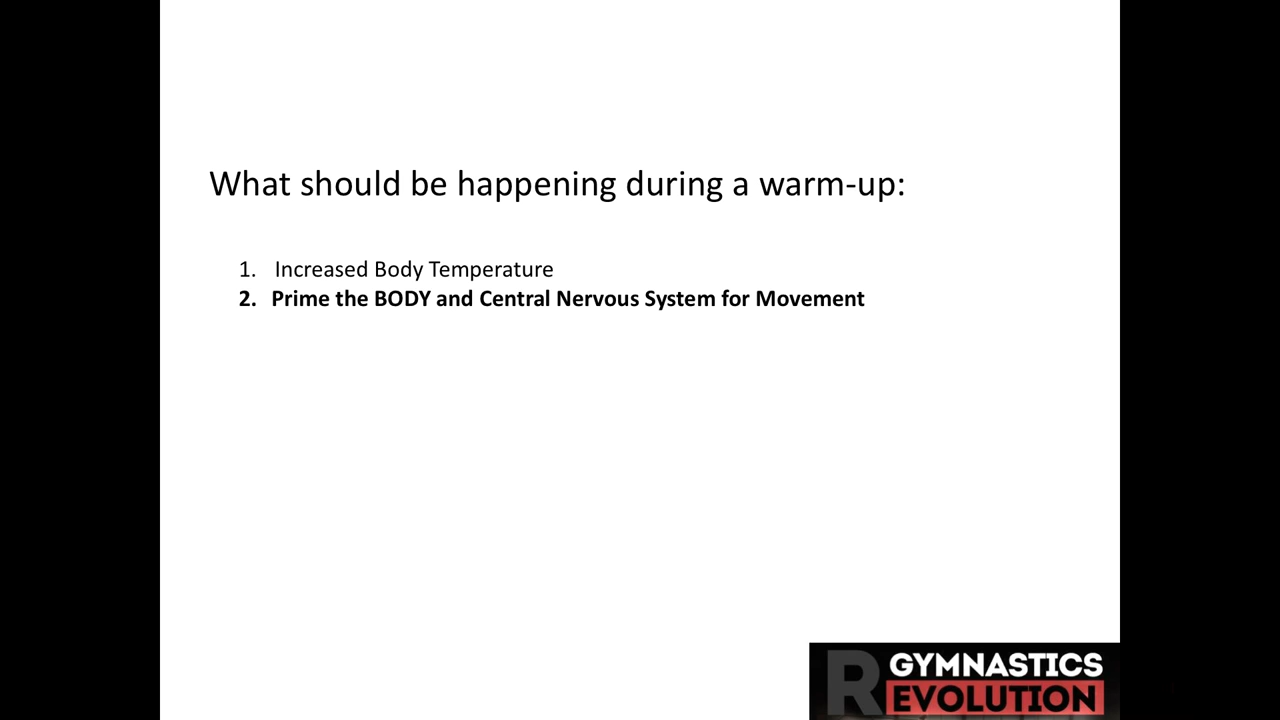 What should be happening during a warm-up:
1. Increased Body Temperature
2. Prime the BODY and Central Nervous System for Movement
R GYMNASTICS
EVOLUTION